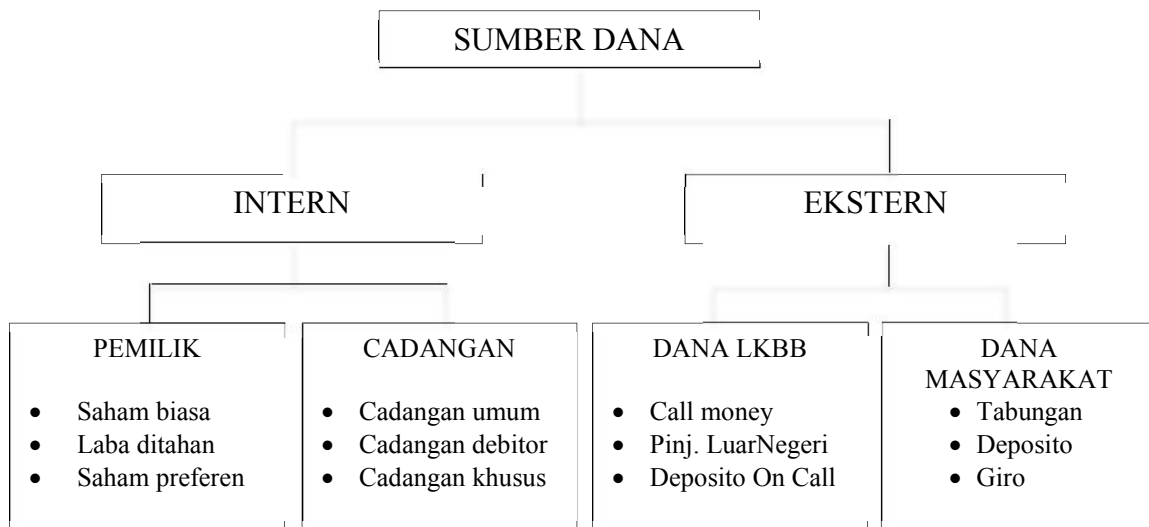 SUMBER DANA
INTERN
EKSTERN
PEMILIK
• Saham biasa
• Laba ditahan
• Saham preferen
CADANGAN
• Cadangan umum
• Cadangan debitor
• Cadangan khusus
DANA LKBB
• Call money
• Pinj. LuarNegeri
• Deposito On Call
DANA
MASYARAKAT
• Tabungan
• Deposito
• Giro